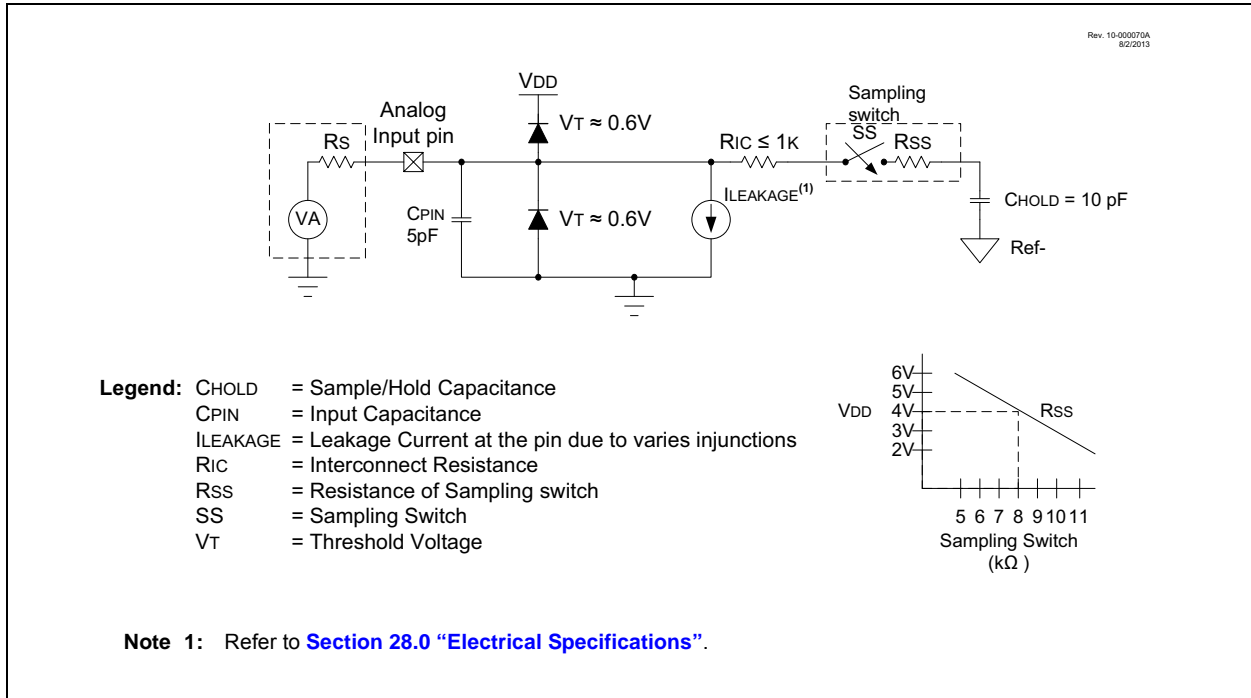 Rev. 10-000070A
8/2/2013
VDD
Analog
Input pin
VT ≈ 0.6V
Sampling
switch
SS
RSS
RS
RIC ≤ 1K
VA
CPIN
5pF
VT ≈ 0.6V
ILEAKAGE(1)
CHOLD = 10 pF
Ref-
Legend: CHOLD = Sample/Hold Capacitance
CPIN = Input Capacitance
ILEAKAGE = Leakage Current at the pin due to varies injunctions
RIC = Interconnect Resistance
RSS = Resistance of Sampling switch
SS = Sampling Switch
VT = Threshold Voltage
6V
5V
VDD 4V RSS
3V
2V
5 6 7 8 9 10 11
Sampling Switch
(kΩ )
Note 1: Refer to Section 28.0 “Electrical Specifications”.